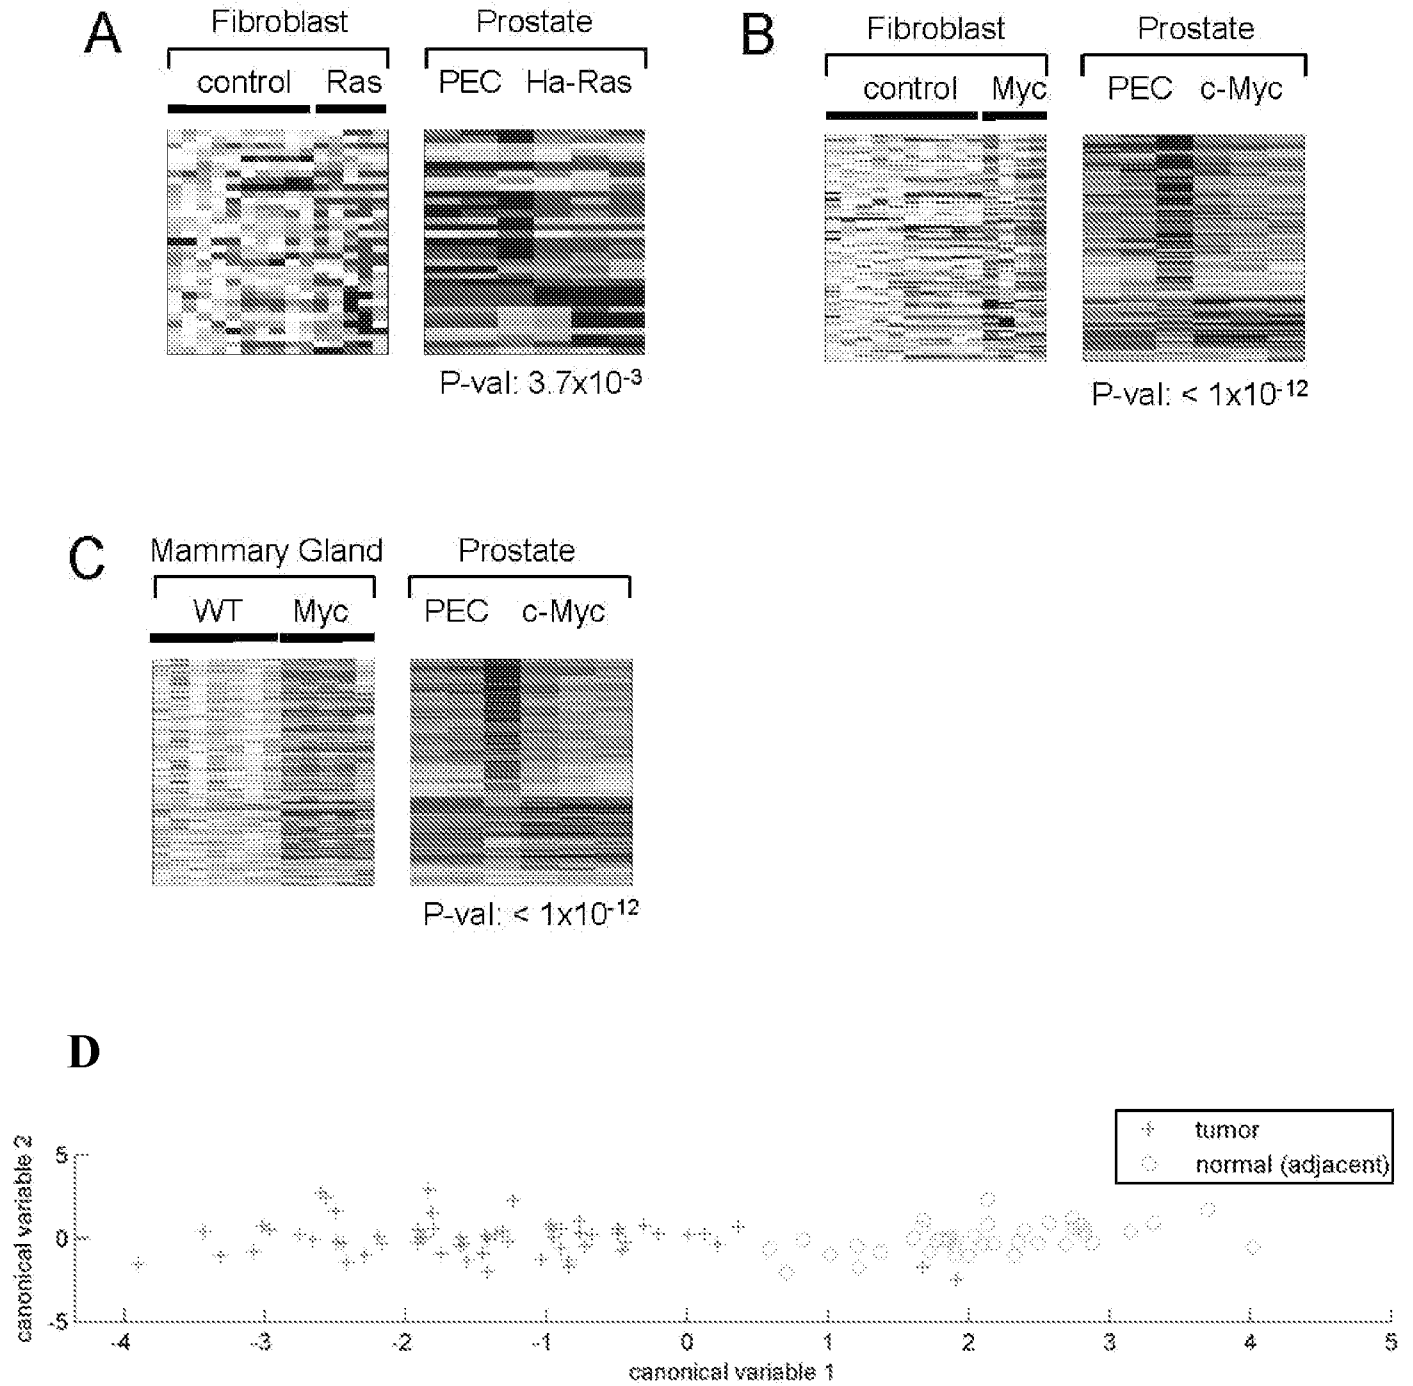 A
Fibroblast
Prostate
control
Ras
PEC
Ha-Ras
P-val: 3.7x10-3
B
Fibroblast
Prostate
control
Myc
PEC
c-Myc
P-val: < 1x10-12
C
Mammary Gland
Prostate
WT
Myc
PEC
c-Myc
P-val: < 1x10-12
D
tumor
normal (adjacent)
canonical variable 2
5
0
-5
-4 -3 -2 -1 0 1 2 3 4 5
canonical variable 1